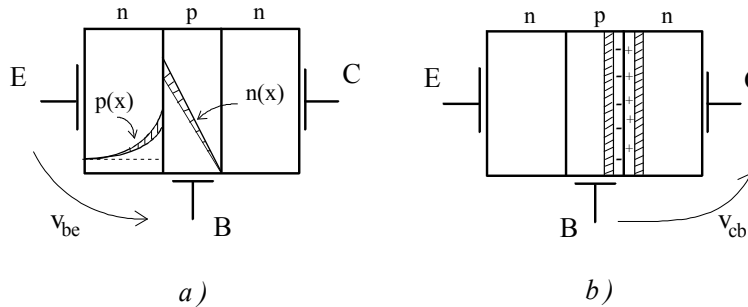 n p n
E
C
p(x)
n(x)
v_be
B
a )
n p n
E
- + - + - + - + - +
B
v_cb
b )